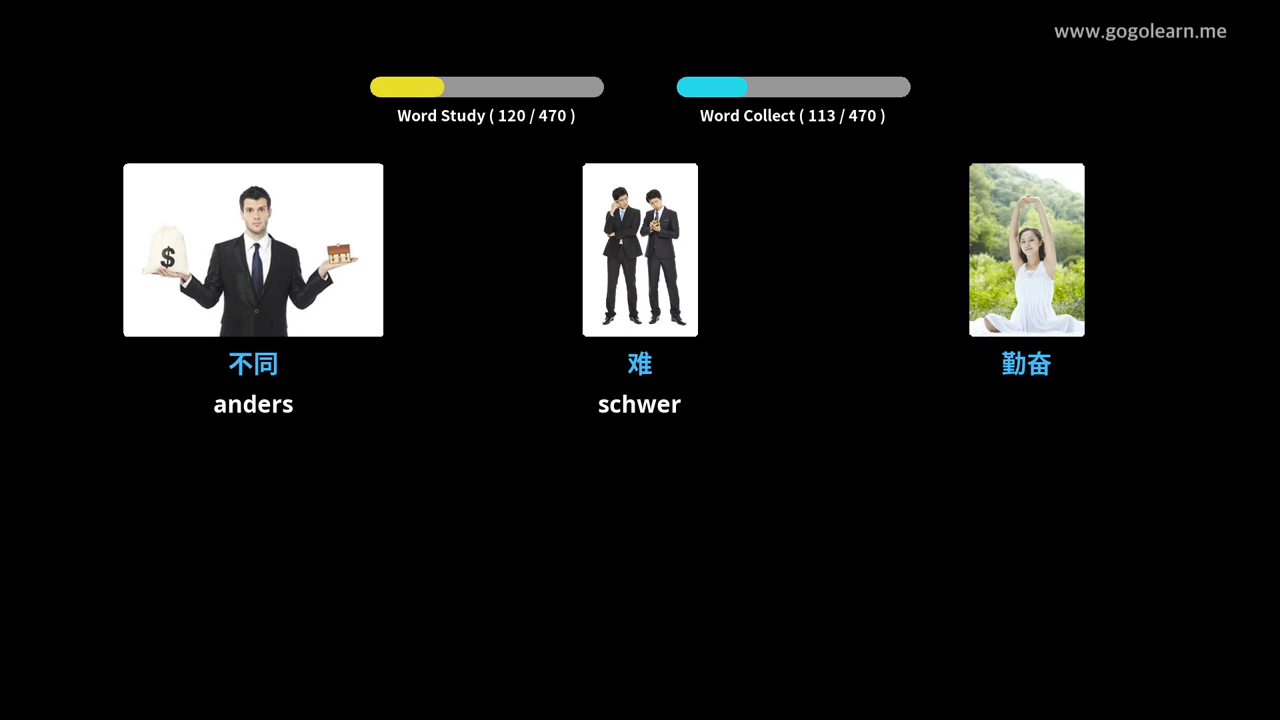 www.gogolearn.me
Word Study ( 120 / 470 )
Word Collect ( 113 / 470 )
$
不同
难
勤奋
anders
schwer